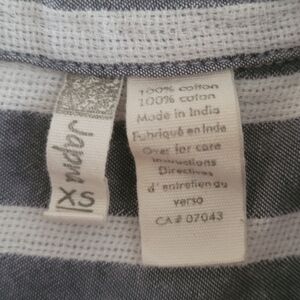 XS
100% cotton
100% coton
Made in India
Fabriqué en Inde
Over for care
instructions
Directives
d'entretien au
verso
CA# 07043